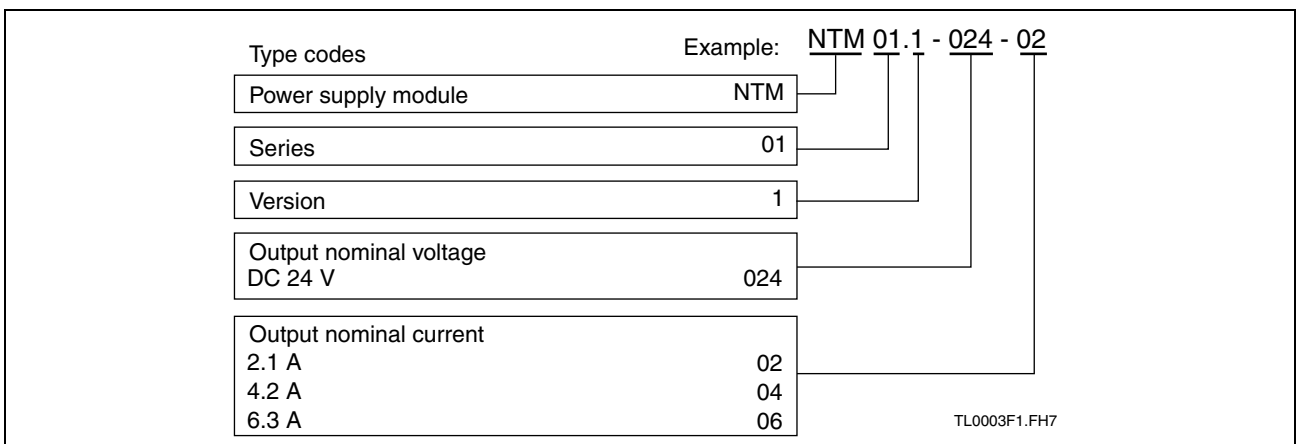 Type codes Example: NTM 01.1 - 024 - 02
Power supply module NTM
Series 01
Version 1
Output nominal voltage
DC 24 V 024
Output nominal current
2.1 A 02
4.2 A 04
6.3 A 06
TL0003F1.FH7